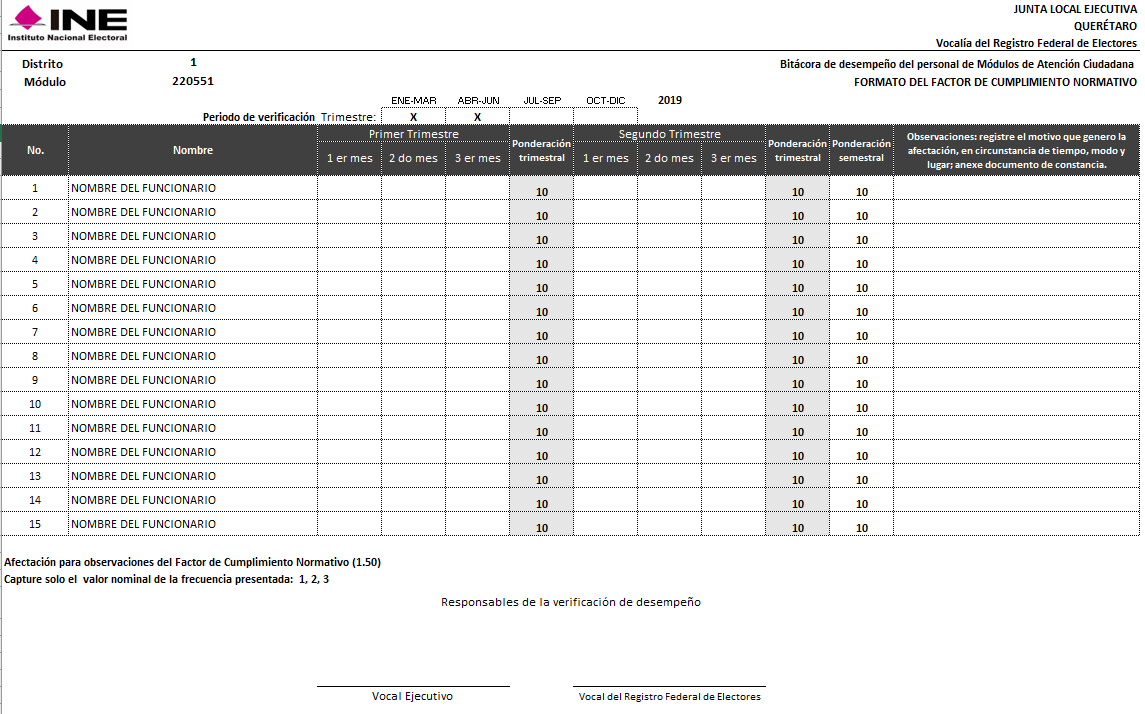 INE
Instituto Nacional Electoral
JUNTA LOCAL EJECUTIVA
QUERÉTARO
Vocalía del Registro Federal de Electores
Distrito 1
Bitácora de desempeño del personal de Módulos de Atención Ciudadana
Módulo 220551
FORMATO DEL FACTOR DE CUMPLIMIENTO NORMATIVO
ENE-MAR ABR-JUN JUL-SEP OCT-DIC 2019
Periodo de verificación Trimestre: X X
No. Nombre Primer Trimestre Ponderación trimestral Segundo Trimestre Ponderación trimestral Ponderación semestral Observaciones: registre el motivo que genero la afectación, en circunstancia de tiempo, modo y lugar; anexe documento de constancia.
1 er mes 2 do mes 3 er mes 1 er mes 2 do mes 3 er mes
1 NOMBRE DEL FUNCIONARIO 10 10 10
2 NOMBRE DEL FUNCIONARIO 10 10 10
3 NOMBRE DEL FUNCIONARIO 10 10 10
4 NOMBRE DEL FUNCIONARIO 10 10 10
5 NOMBRE DEL FUNCIONARIO 10 10 10
6 NOMBRE DEL FUNCIONARIO 10 10 10
7 NOMBRE DEL FUNCIONARIO 10 10 10
8 NOMBRE DEL FUNCIONARIO 10 10 10
9 NOMBRE DEL FUNCIONARIO 10 10 10
10 NOMBRE DEL FUNCIONARIO 10 10 10
11 NOMBRE DEL FUNCIONARIO 10 10 10
12 NOMBRE DEL FUNCIONARIO 10 10 10
13 NOMBRE DEL FUNCIONARIO 10 10 10
14 NOMBRE DEL FUNCIONARIO 10 10 10
15 NOMBRE DEL FUNCIONARIO 10 10 10
Afectación para observaciones del Factor de Cumplimiento Normativo (1.50)
Capture solo el valor nominal de la frecuencia presentada: 1, 2, 3
Responsables de la verificación de desempeño
Vocal Ejecutivo Vocal del Registro Federal de Electores